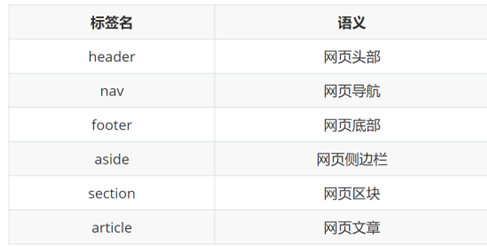 标签名 语义
header 网页头部
nav 网页导航
footer 网页底部
aside 网页侧边栏
section 网页区块
article 网页文章